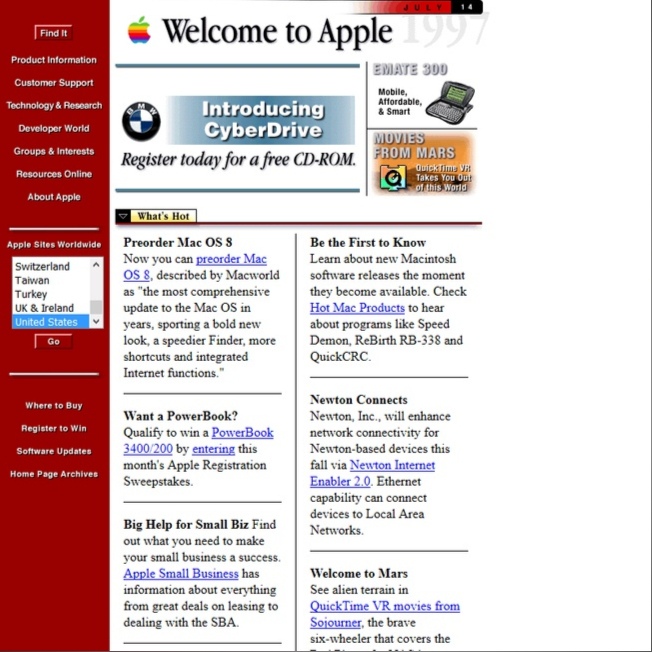 JULY 14
1997
Welcome to Apple
Find It
Product Information
Customer Support
Technology & Research
Developer World
Groups & Interests
Resources Online
About Apple
Apple Sites Worldwide
Switzerland
Taiwan
Turkey
UK & Ireland
United States
Go
Where to Buy
Register to Win
Software Updates
Home Page Archives
BMW
Introducing
CyberDrive
Register today for a free CD-ROM.
EMATE 300
Mobile,
Affordable,
& Smart
MOVIES
FROM MARS
QuickTime VR
Takes You Out
of this World
What's Hot
Preorder Mac OS 8
Now you can preorder Mac
OS 8, described by Macworld
as "the most comprehensive
update to the Mac OS in
years, sporting a bold new
look, a speedier Finder, more
shortcuts and integrated
Internet functions."
Want a PowerBook?
Qualify to win a PowerBook
3400/200 by entering this
month's Apple Registration
Sweepstakes.
Big Help for Small Biz Find
out what you need to make
your small business a success.
Apple Small Business has
information about everything
from great deals on leasing to
dealing with the SBA.
Be the First to Know
Learn about new Macintosh
software releases the moment
they become available. Check
Hot Mac Products to hear
about programs like Speed
Demon, ReBirth RB-338 and
QuickCRC.
Newton Connects
Newton, Inc., will enhance
network connectivity for
Newton-based devices this
fall via Newton Internet
Enabler 2.0. Ethernet
capability can connect
devices to Local Area
Networks.
Welcome to Mars
See alien terrain in
QuickTime VR movies from
Sojourner, the brave
six-wheeler that covers the